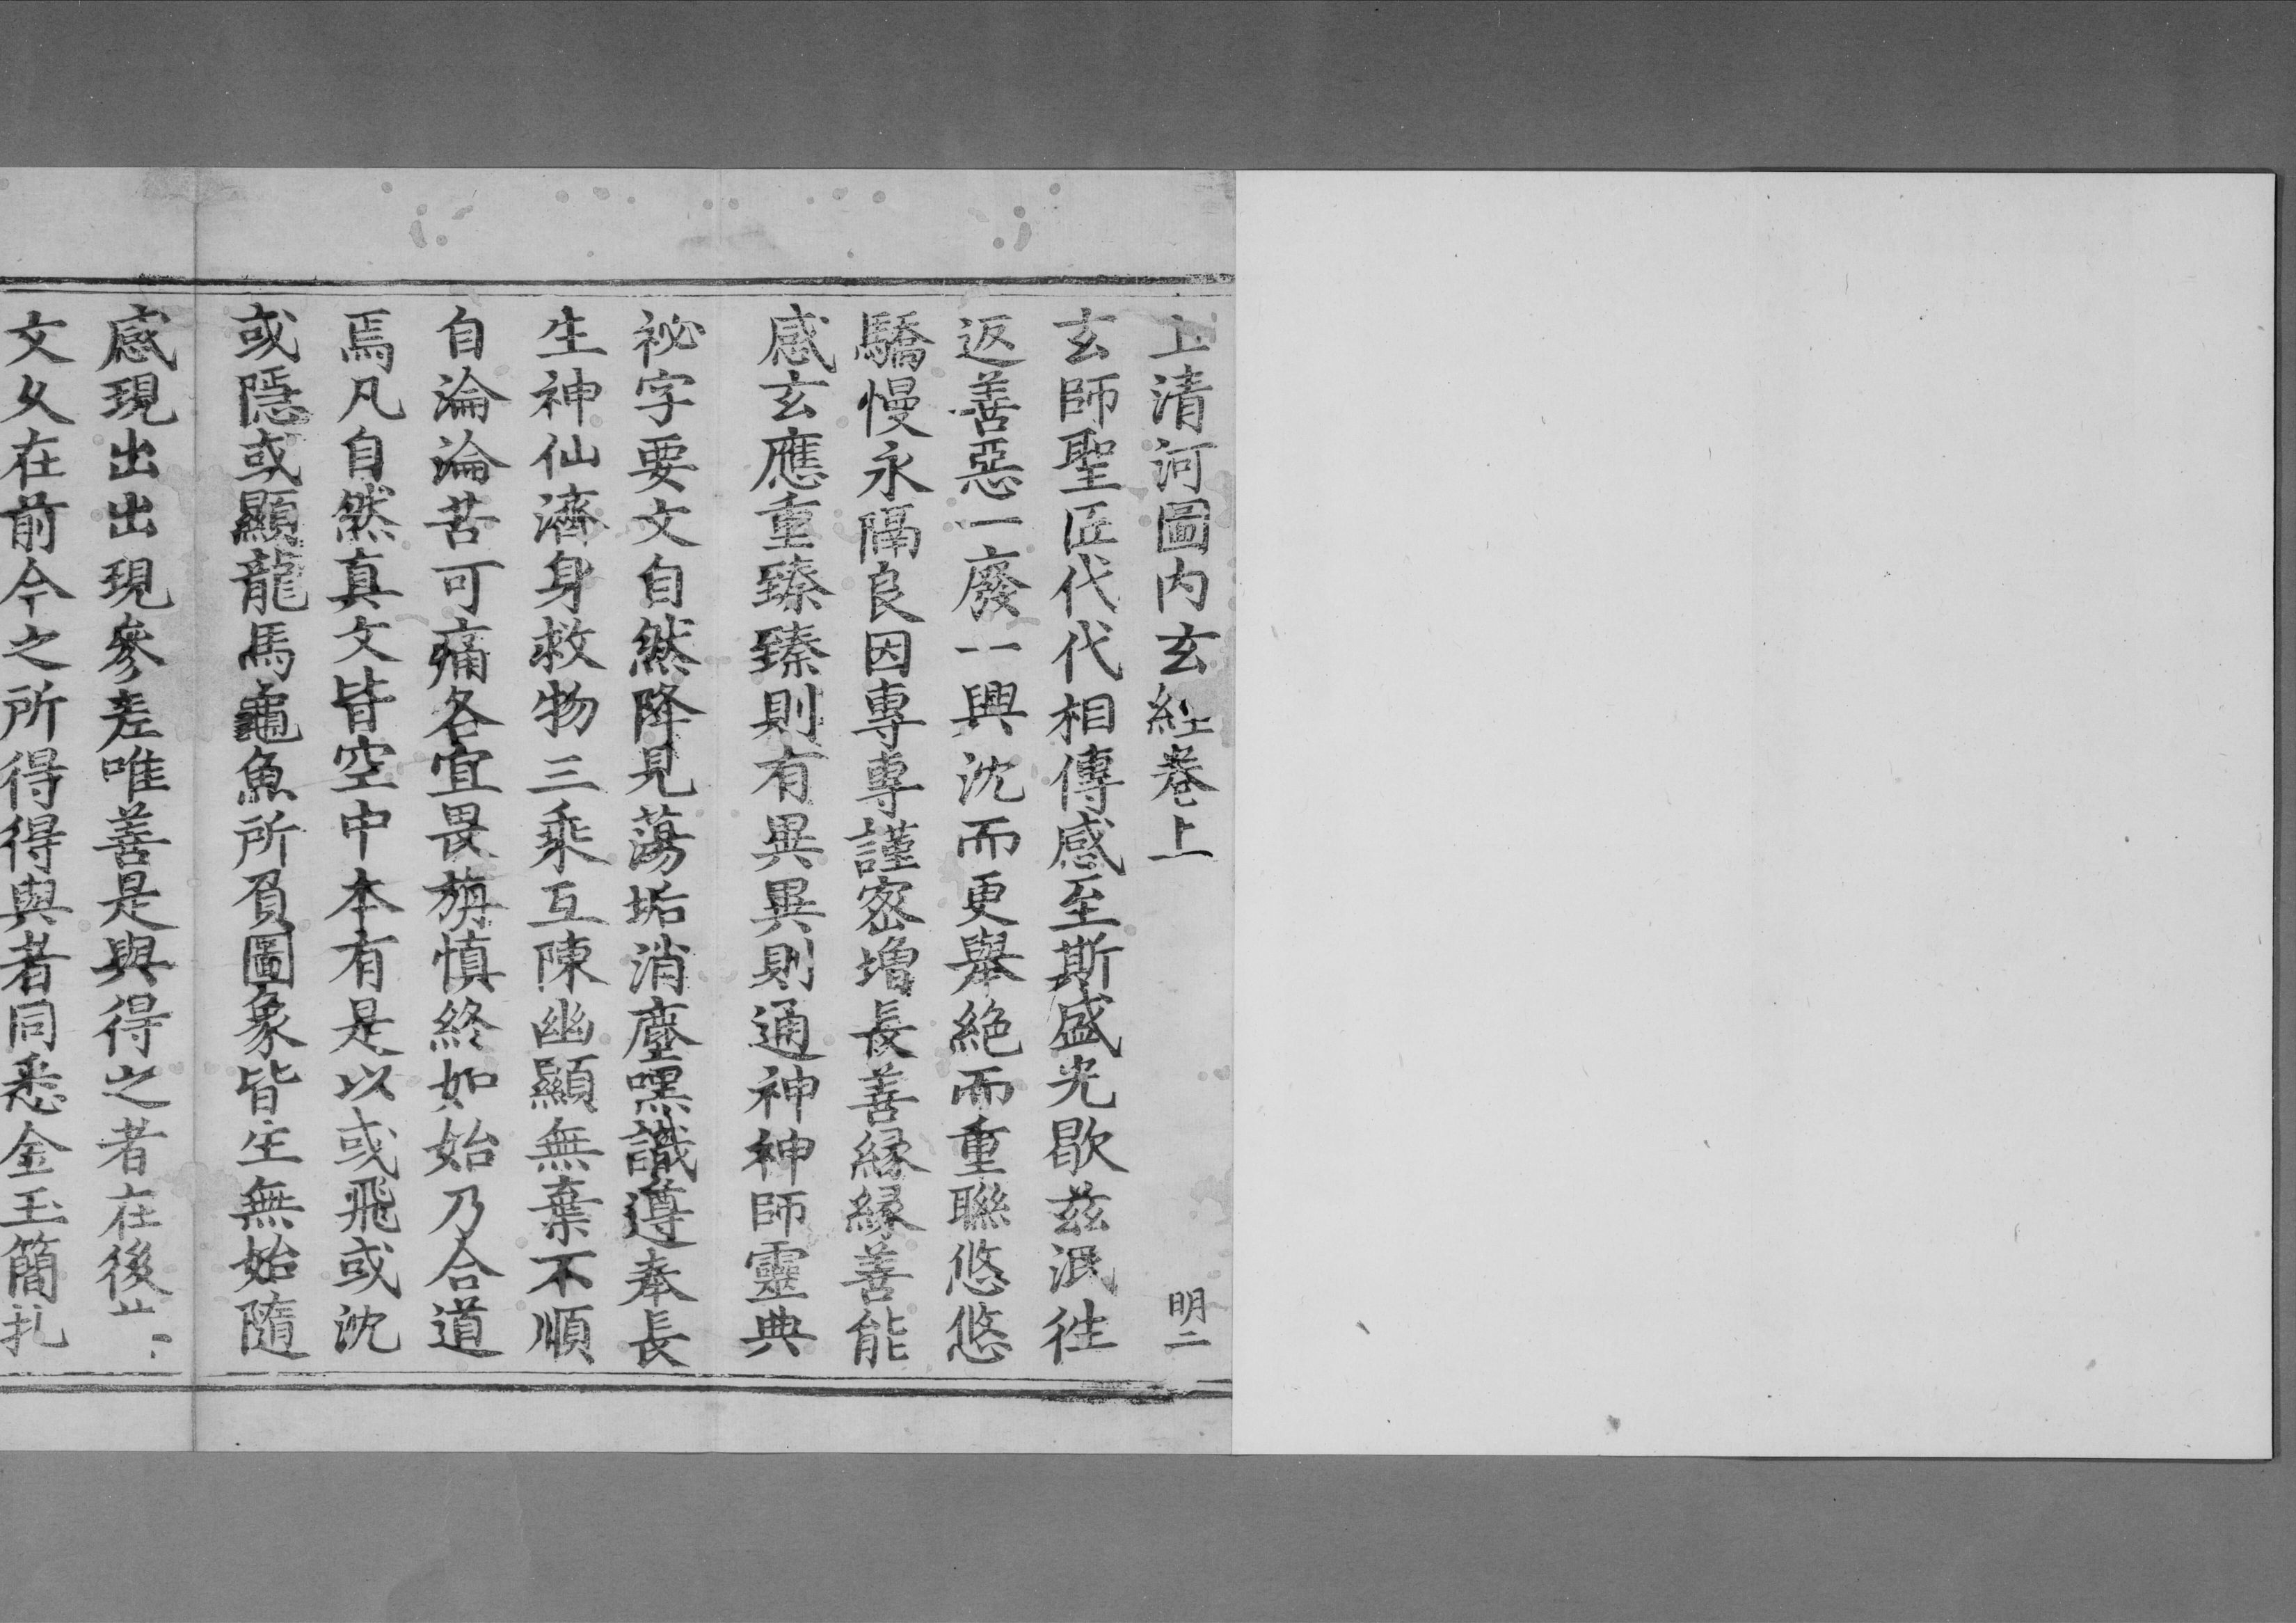 上清河圖内玄經卷上 明二
玄師聖匠代代相傳感至斯盛光歇茲泯往
返善惡一廢一興沈而更舉絶而重聯悠悠
驕慢永隔良因專專謹密增長善縁縁善能
感玄應重臻臻則有異異則通神神師靈典
祕字要文自然降見蕩垢消塵嘿識遵奉長
生神仙濟身救物三乘互陳幽顯無棄不順
自淪淪苦可痛各宜畏旃慎終如始乃合道
焉凡自然真文皆空中本有是以或飛或沈
或隱或顯龍馬龜魚所負圖象皆生無始隨
感現出出現參差唯善是與得之者在後
文久在前今之所得得與者同悉金玉簡札